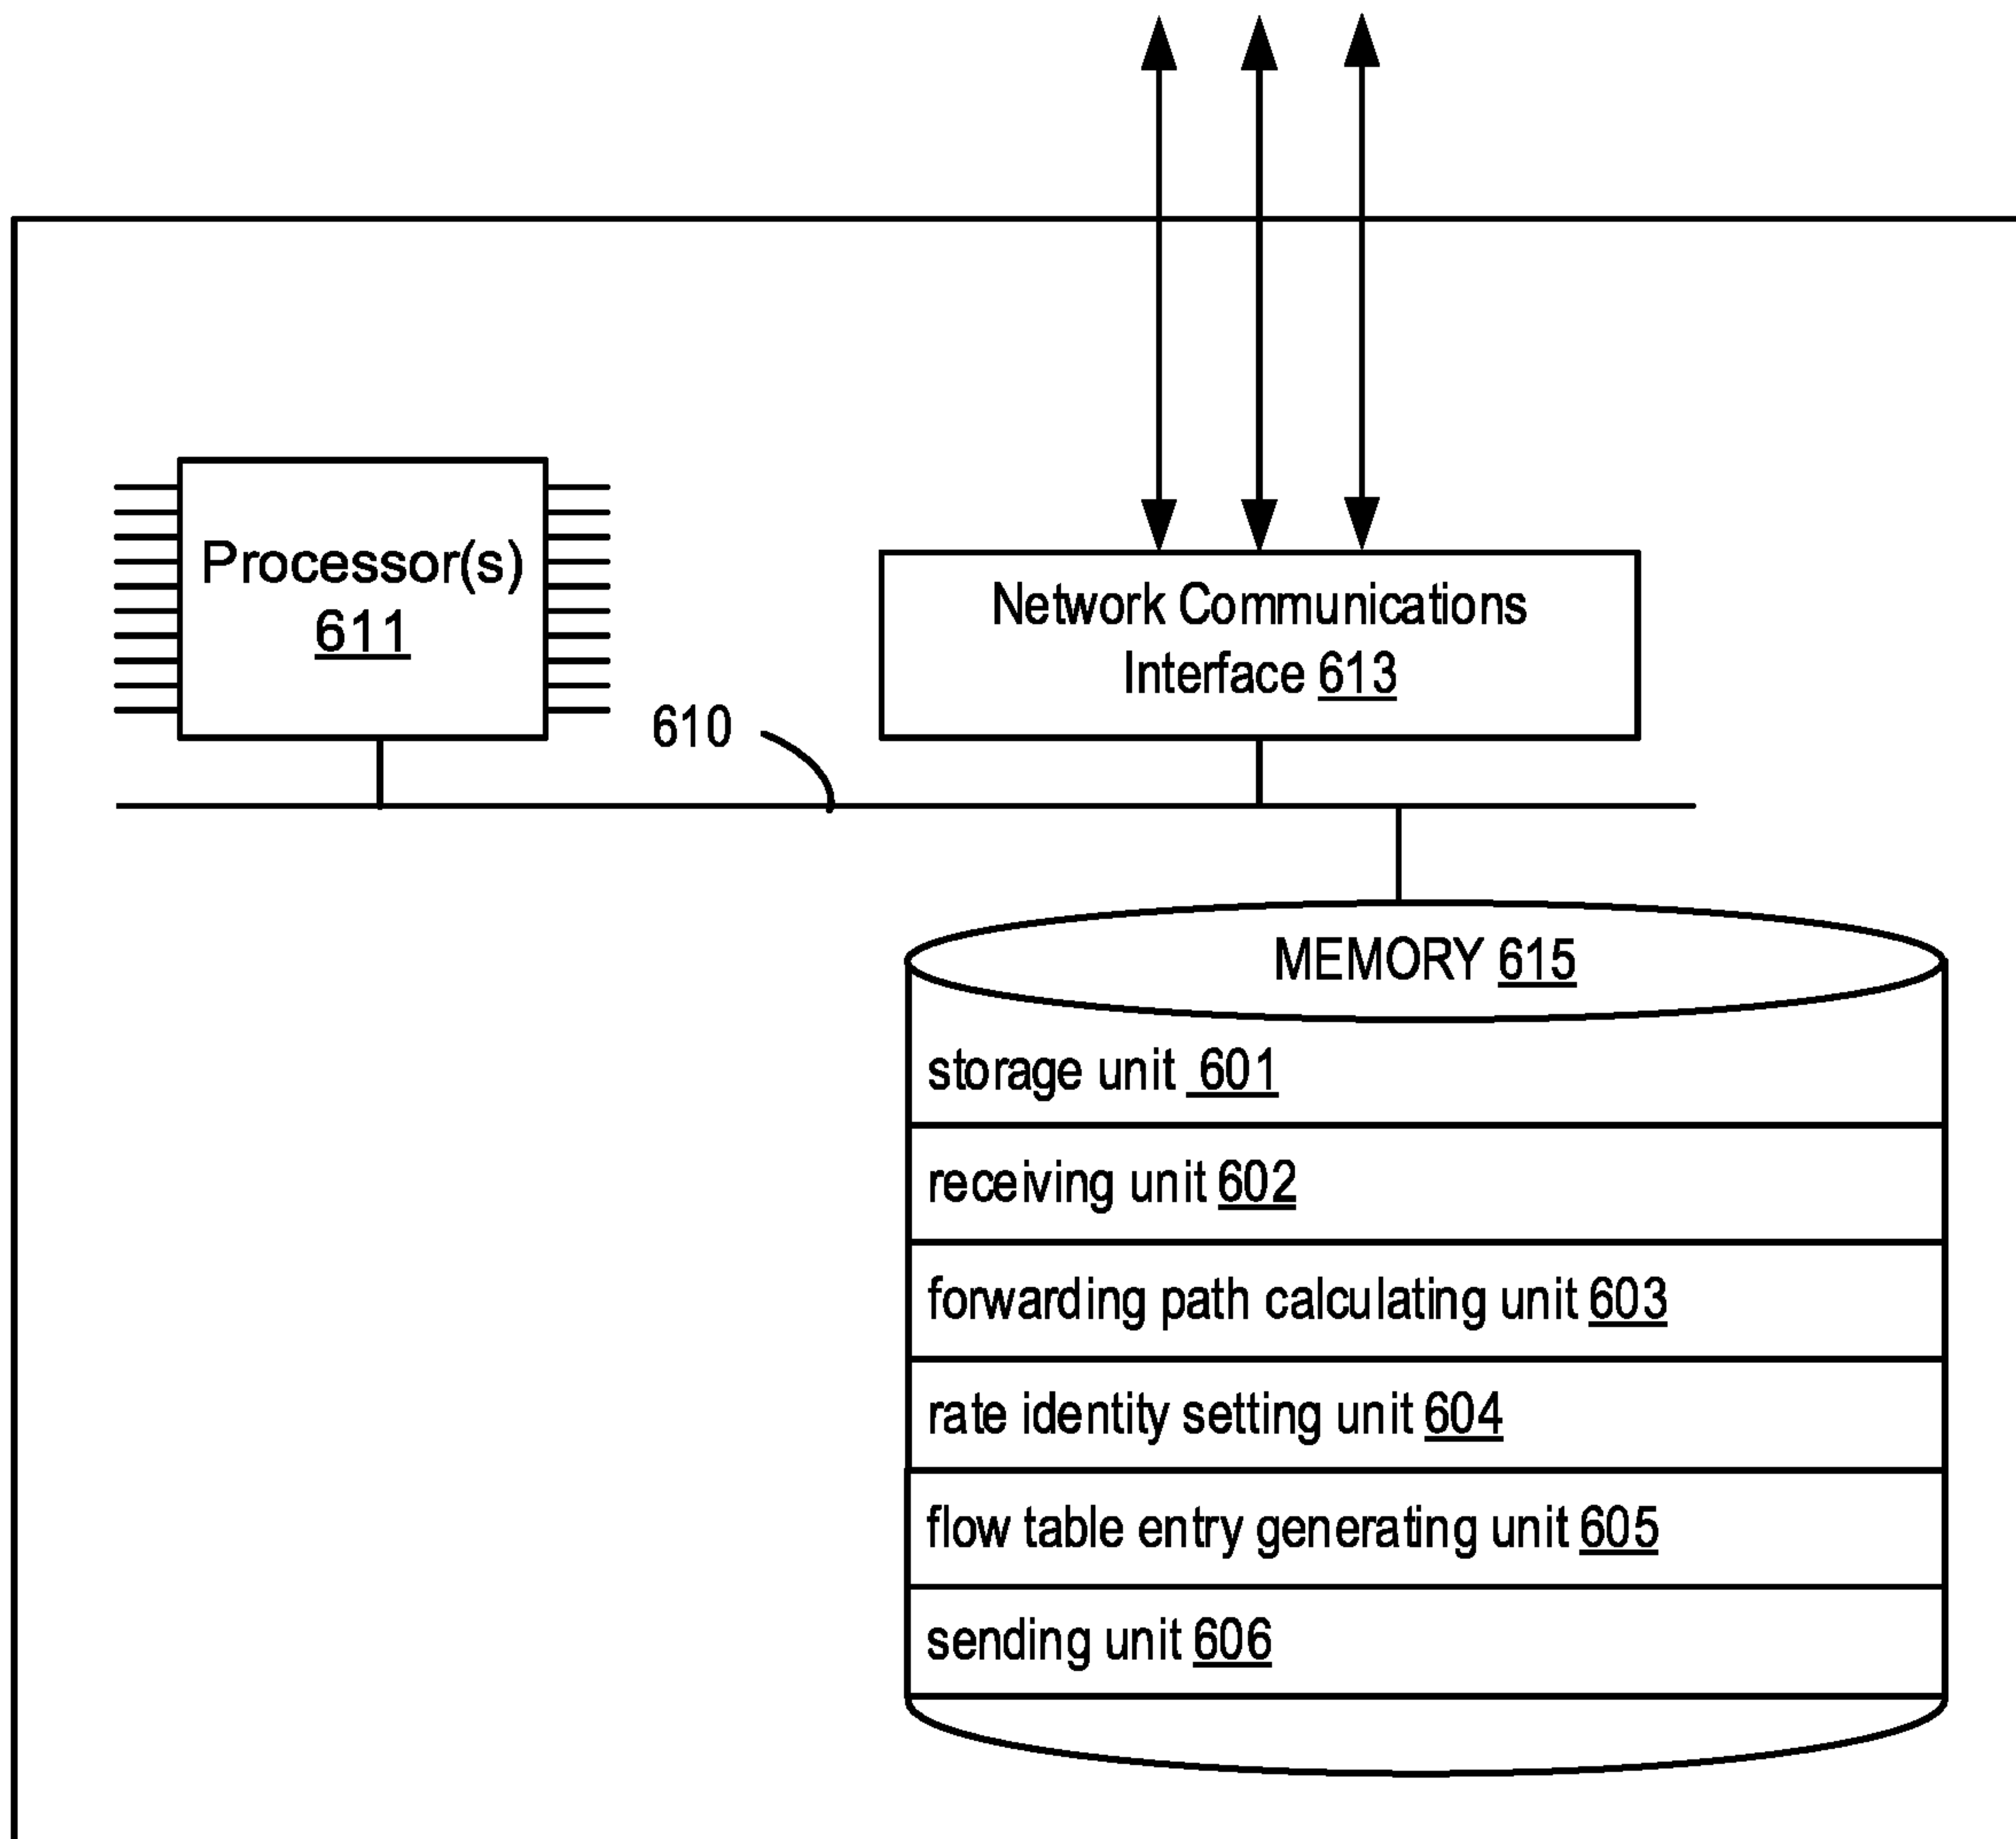 Processor(s)
611
Network Communications
Interface 613
610
MEMORY 615
storage unit 601
receiving unit 602
forwarding path calculating unit 603
rate identity setting unit 604
flow table entry generating unit 605
sending unit 606